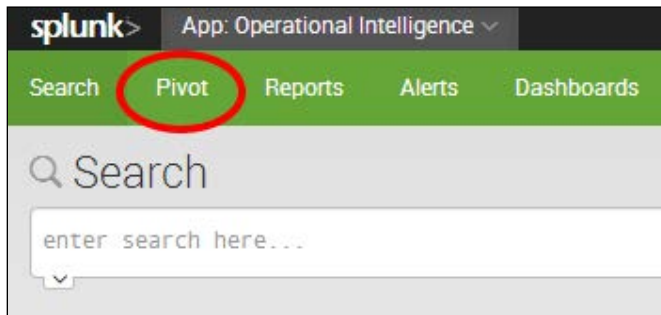 splunk> App: Operational Intelligence
Search Pivot Reports Alerts Dashboards
Search
enter search here...